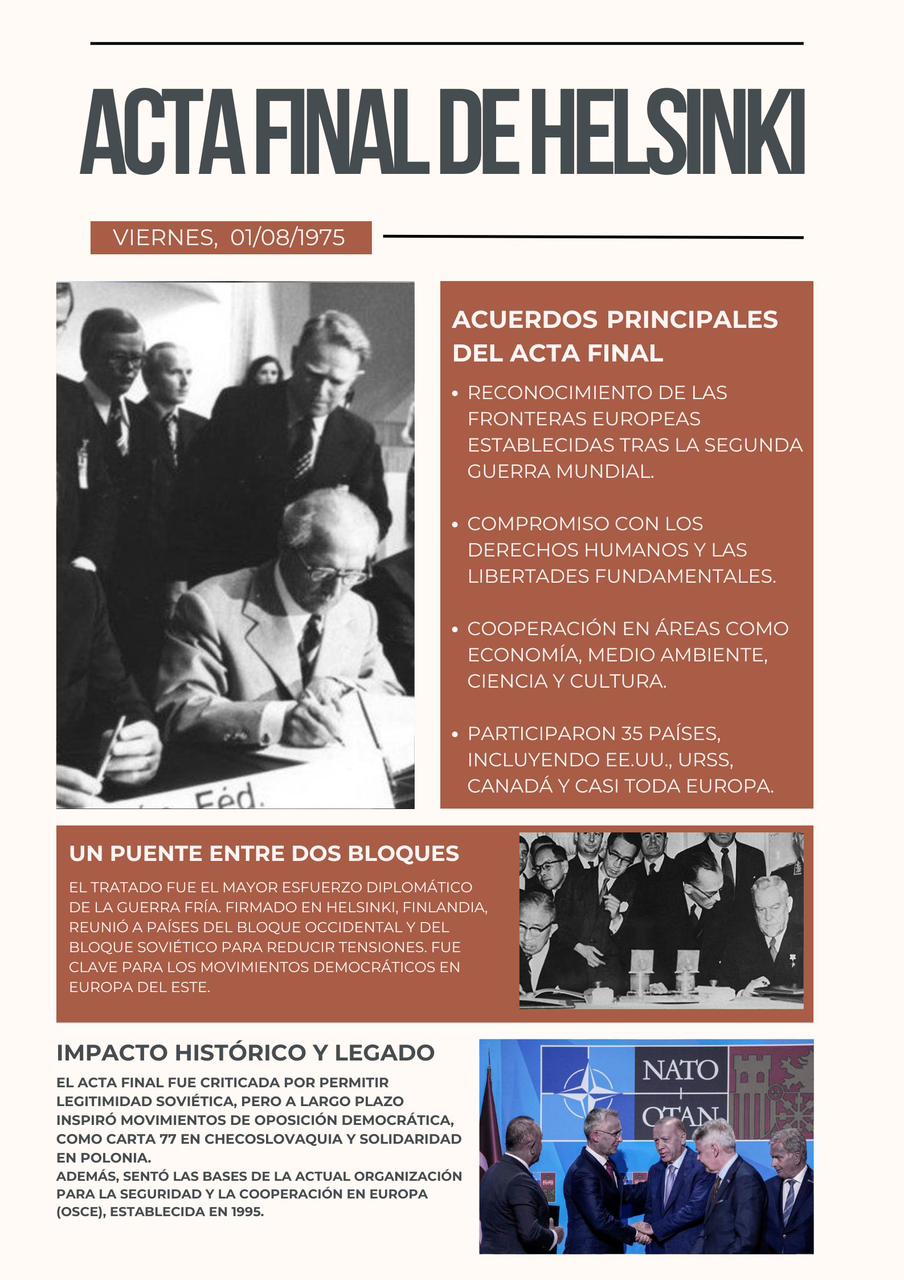 ACTA FINAL DE HELSINKI
VIERNES, 01/08/1975
ACUERDOS PRINCIPALES
DEL ACTA FINAL
• RECONOCIMIENTO DE LAS
FRONTERAS EUROPEAS
ESTABLECIDAS TRAS LA SEGUNDA
GUERRA MUNDIAL.
• COMPROMISO CON LOS
DERECHOS HUMANOS Y LAS
LIBERTADES FUNDAMENTALES.
• COOPERACIÓN EN ÁREAS COMO
ECONOMÍA, MEDIO AMBIENTE,
CIENCIA Y CULTURA.
• PARTICIPARON 35 PAÍSES,
INCLUYENDO EE.UU., URSS,
CANADÁ Y CASI TODA EUROPA.
Féd.
UN PUENTE ENTRE DOS BLOQUES
EL TRATADO FUE EL MAYOR ESFUERZO DIPLOMÁTICO
DE LA GUERRA FRÍA. FIRMADO EN HELSINKI, FINLANDIA,
REUNIÓ A PAÍSES DEL BLOQUE OCCIDENTAL Y DEL
BLOQUE SOVIÉTICO PARA REDUCIR TENSIONES. FUE
CLAVE PARA LOS MOVIMIENTOS DEMOCRÁTICOS EN
EUROPA DEL ESTE.
IMPACTO HISTÓRICO Y LEGADO
EL ACTA FINAL FUE CRITICADA POR PERMITIR
LEGITIMIDAD SOVIÉTICA, PERO A LARGO PLAZO
INSPIRÓ MOVIMIENTOS DE OPOSICIÓN DEMOCRÁTICA,
COMO CARTA 77 EN CHECOSLOVAQUIA Y SOLIDARIDAD
EN POLONIA.
ADEMÁS, SENTÓ LAS BASES DE LA ACTUAL ORGANIZACIÓN
PARA LA SEGURIDAD Y LA COOPERACIÓN EN EUROPA
(OSCE), ESTABLECIDA EN 1995.
NATO
OTAN